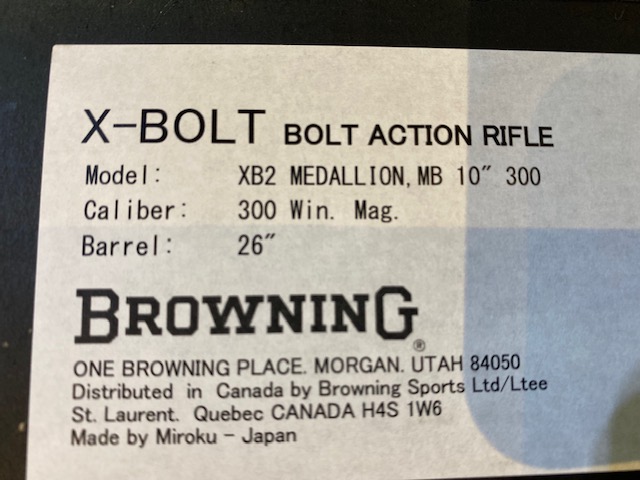 X-BOLT BOLT ACTION RIFLE
Model: XB2 MEDALLION,MB 10" 300
Caliber: 300 Win. Mag.
Barrel: 26"
BROWNING®
ONE BROWNING PLACE. MORGAN. UTAH 84050
Distributed in Canada by Browning Sports Ltd/Ltee
St. Laurent. Quebec CANADA H4S 1W6
Made by Miroku - Japan